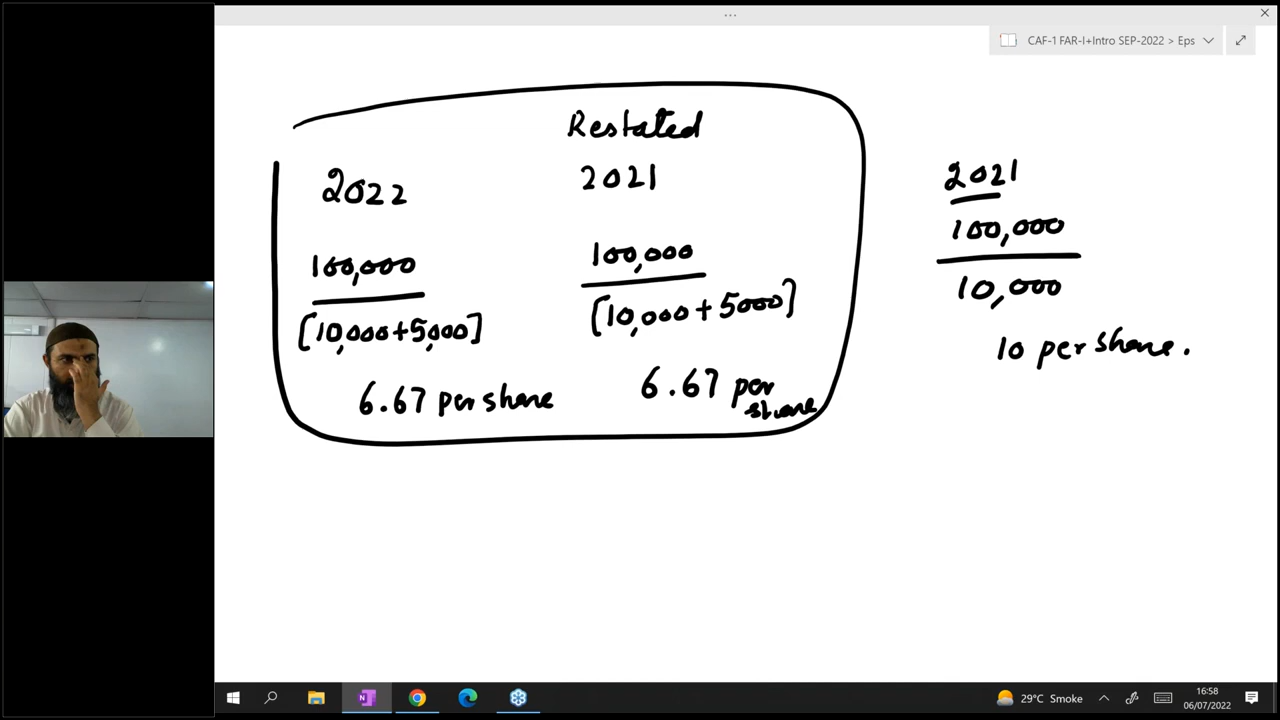 CAF-1 FAR-I+Intro SEP-2022 > Eps
Restated
2022
2021
100,000
[10,000+5,000]
6.67 per share
100,000
[10,000+5000]
6.67 per
share
2021
100,000
10,000
10 per share.
29°C Smoke
16:58
06/07/2022